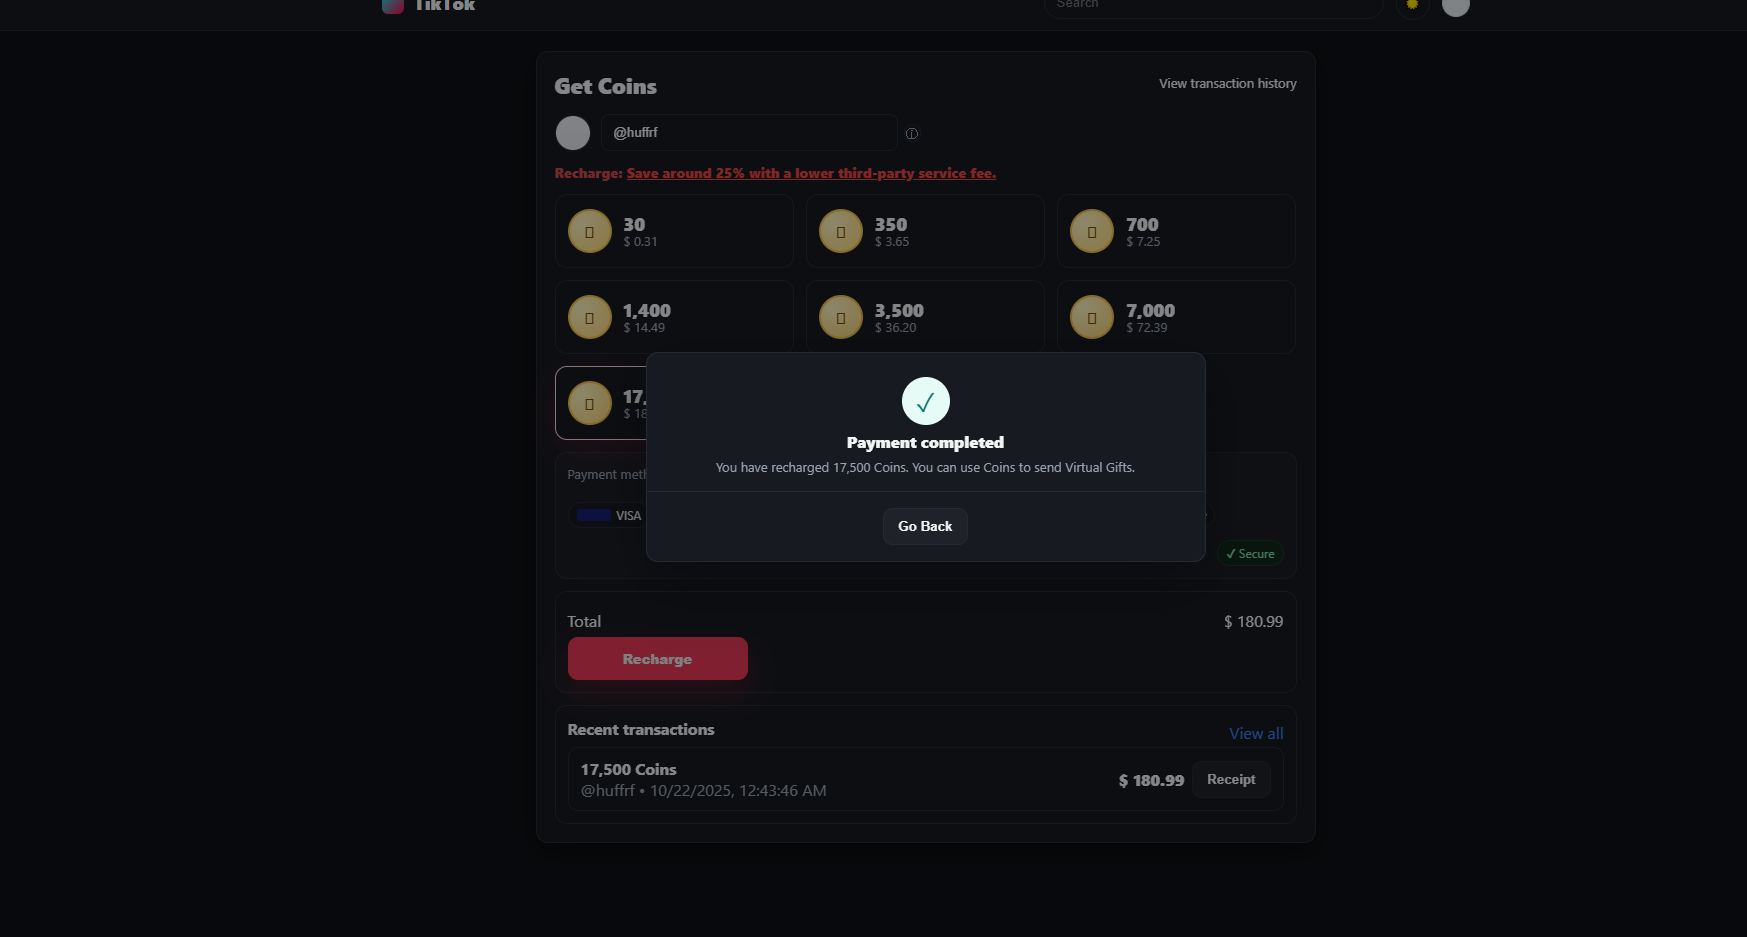 TikTok
Search
Get Coins
View transaction history
@huffrf
Recharge: Save around 25% with a lower third-party service fee.
30
$ 0.31
350
$ 3.65
700
$ 7.25
1,400
$ 14.49
3,500
$ 36.20
7,000
$ 72.39
17,
$ 18
Payment completed
You have recharged 17,500 Coins. You can use Coins to send Virtual Gifts.
Go Back
Payment meth
VISA
✓ Secure
Total
$ 180.99
Recharge
Recent transactions
View all
17,500 Coins
@huffrf • 10/22/2025, 12:43:46 AM
$ 180.99
Receipt